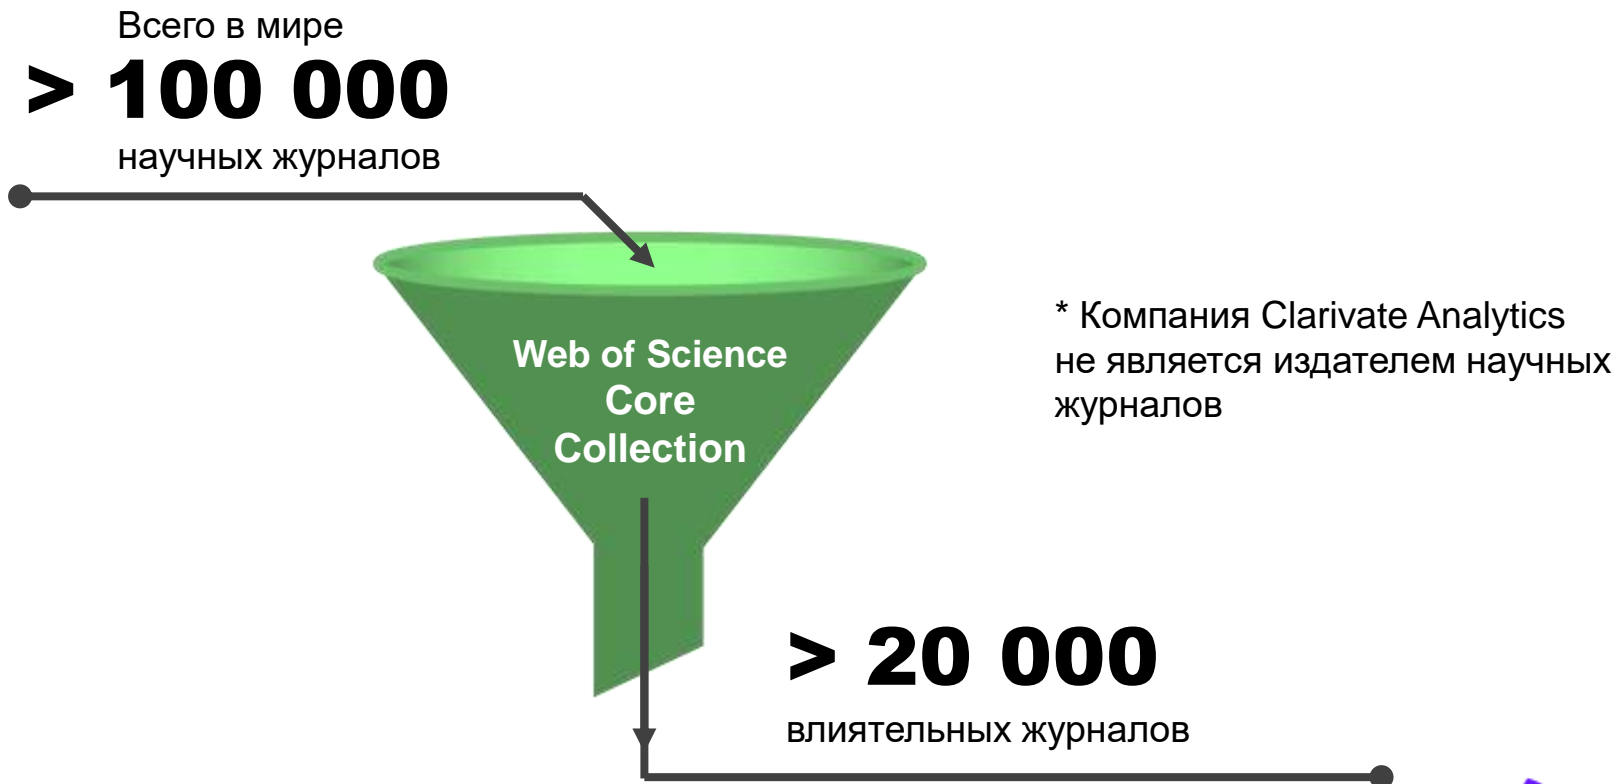 Всего в мире
> 100 000
научных журналов
Web of Science
Core
Collection
* Компания Clarivate Analytics
не является издателем научных
журналов
> 20 000
влиятельных журналов